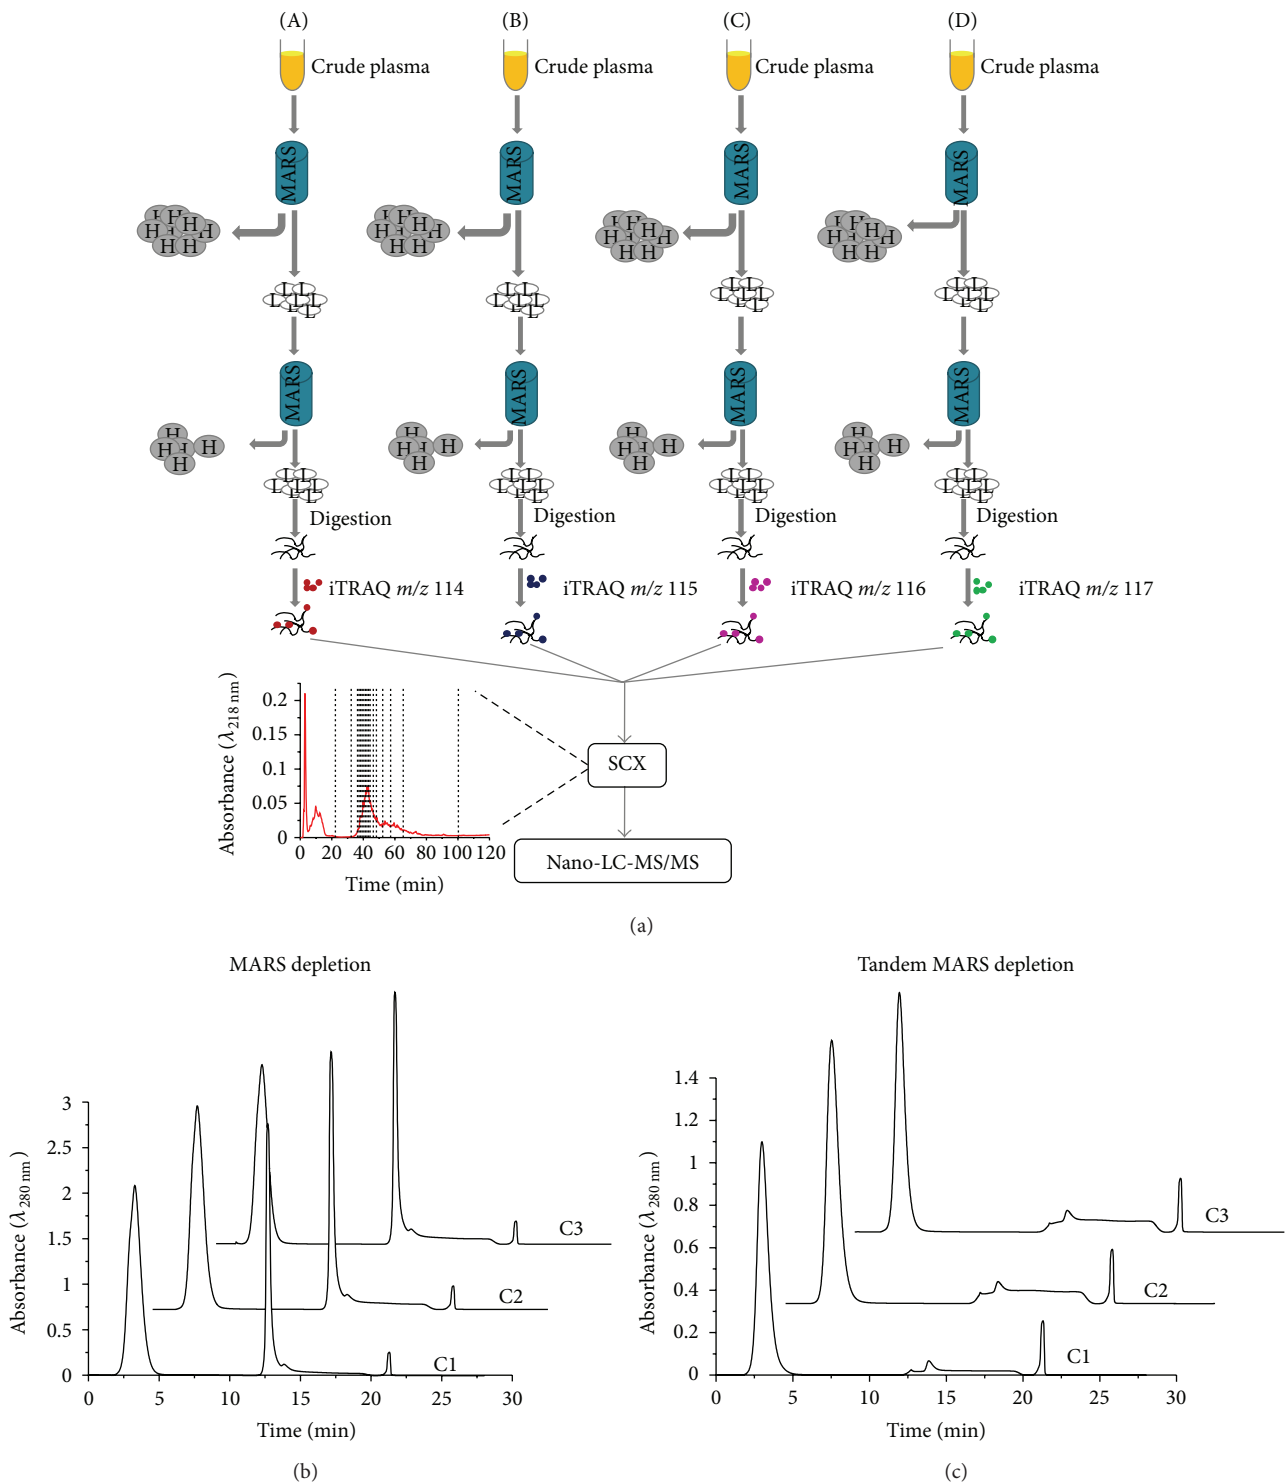 (A) (B) (C) (D)
Crude plasma Crude plasma Crude plasma Crude plasma
MARS MARS MARS MARS
H H H H H H H H
H H H H H H H H
H H H H H H H H
H H H H H H H H
L L L L L L
L L L L L L
L L L L L L
L L L L L L
MARS MARS MARS MARS
H H H H H
H H H H H
H H H H H
H H H H H
L L L L L L
L L L L L L
L L L L L L
L L L L L L
Digestion Digestion Digestion Digestion
iTRAQ m/z 114 iTRAQ m/z 115 iTRAQ m/z 116 iTRAQ m/z 117
Absorbance (λ218 nm)
0.2
0.15
0.1
0.05
0
0 20 40 60 80 100 120
Time (min)
SCX
Nano-LC-MS/MS
(a)
MARS depletion
Absorbance (λ280 nm)
3
2.5
2
1.5
1
0.5
0
C3
C2
C1
0 5 10 15 20 25 30
Time (min)
(b)
Tandem MARS depletion
Absorbance (λ280 nm)
1.4
1.2
1
0.8
0.6
0.4
0.2
0
C3
C2
C1
0 5 10 15 20 25 30
Time (min)
(c)